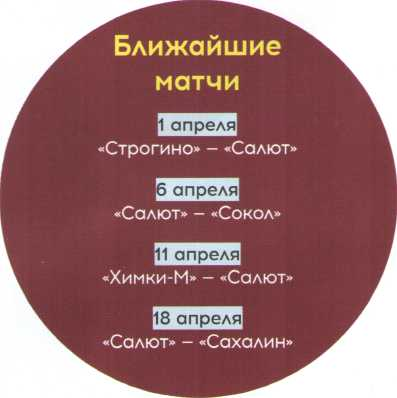 Ближайшие
матчи
1 апреля
«Строгино» – «Салют»
6 апреля
«Салют» – «Сокол»
11 апреля
«Химки-М» – «Салют»
18 апреля
«Салют» – «Сахалин»